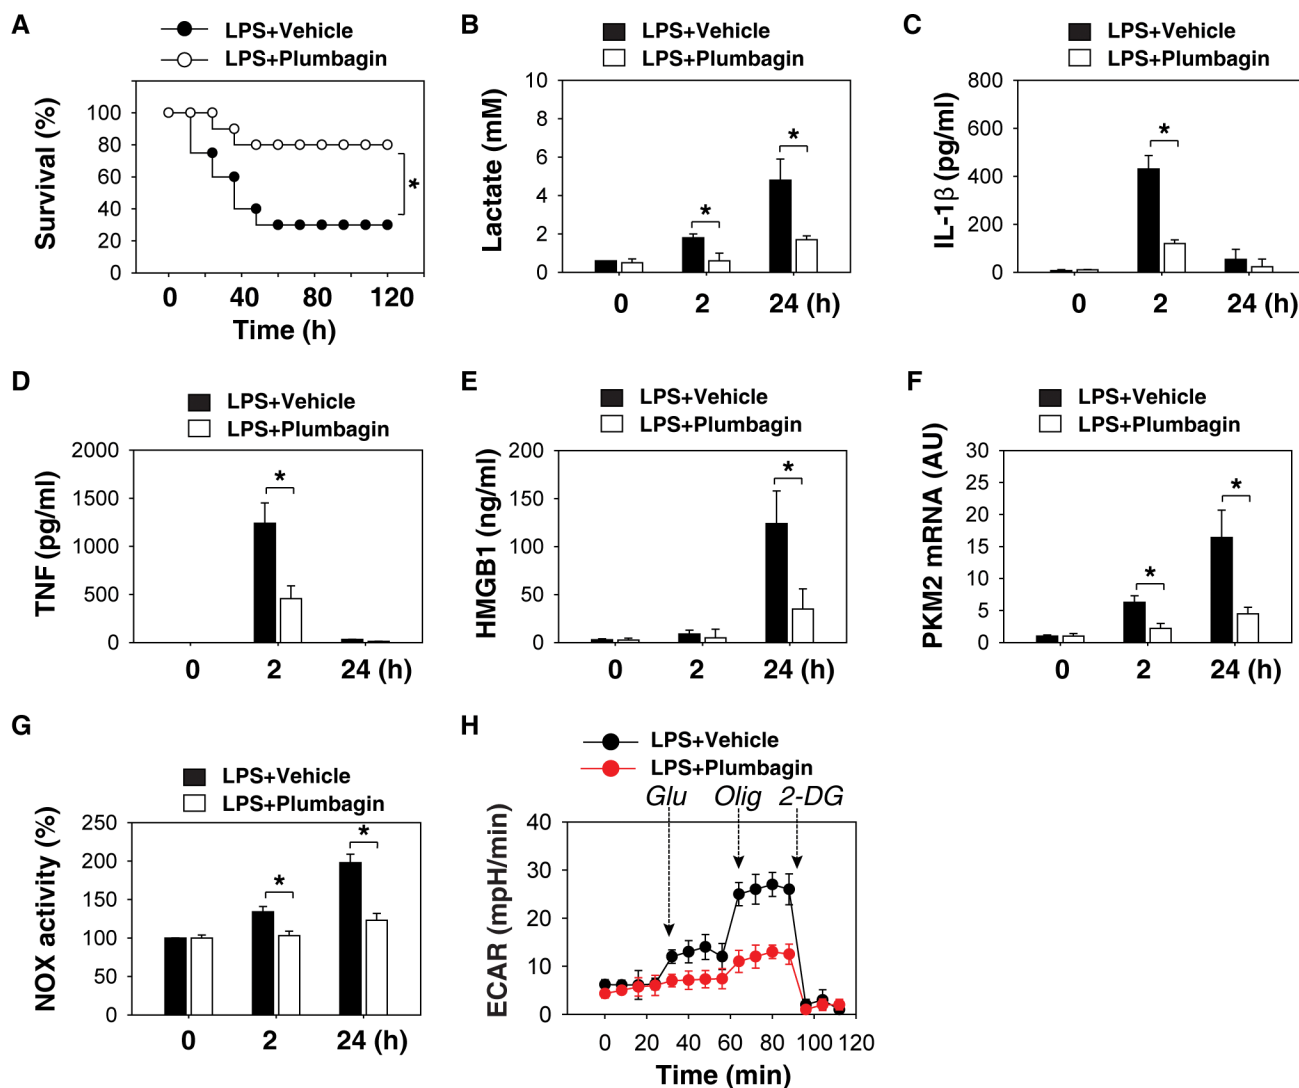 A
LPS+Vehicle
LPS+Plumbagin
Survival (%)
100
80
60
40
20
0
0 40 80 120
Time (h)
*
B
LPS+Vehicle
LPS+Plumbagin
Lactate (mM)
10
8
6
4
2
0
* *
0 2 24 (h)
C
LPS+Vehicle
LPS+Plumbagin
IL-1β (pg/ml)
800
600
400
200
0
*
0 2 24 (h)
D
LPS+Vehicle
LPS+Plumbagin
TNF (pg/ml)
2000
1500
1000
500
0
*
0 2 24 (h)
E
LPS+Vehicle
LPS+Plumbagin
HMGB1 (ng/ml)
200
150
100
50
0
*
0 2 24 (h)
F
LPS+Vehicle
LPS+Plumbagin
PKM2 mRNA (AU)
30
25
20
15
10
5
0
* *
0 2 24 (h)
G
LPS+Vehicle
LPS+Plumbagin
NOX activity (%)
250
200
150
100
50
0
* *
0 2 24 (h)
H
LPS+Vehicle
LPS+Plumbagin
Glu Olig 2-DG
ECAR (mpH/min)
40
30
20
10
0
0 20 40 60 80 100 120
Time (min)